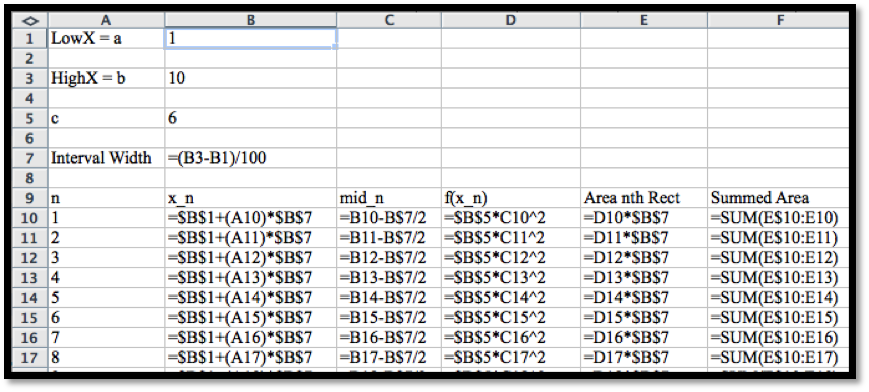 A B C D E F
1 LowX = a 1
2
3 HighX = b 10
4
5 c 6
6
7 Interval Width =(B3-B1)/100
8
9 n x_n mid_n f(x_n) Area nth Rect Summed Area
10 1 =$B$1+(A10)*$B$7 =B10-B$7/2 =$B$5*C10^2 =D10*$B$7 =SUM(E$10:E10)
11 2 =$B$1+(A11)*$B$7 =B11-B$7/2 =$B$5*C11^2 =D11*$B$7 =SUM(E$10:E11)
12 3 =$B$1+(A12)*$B$7 =B12-B$7/2 =$B$5*C12^2 =D12*$B$7 =SUM(E$10:E12)
13 4 =$B$1+(A13)*$B$7 =B13-B$7/2 =$B$5*C13^2 =D13*$B$7 =SUM(E$10:E13)
14 5 =$B$1+(A14)*$B$7 =B14-B$7/2 =$B$5*C14^2 =D14*$B$7 =SUM(E$10:E14)
15 6 =$B$1+(A15)*$B$7 =B15-B$7/2 =$B$5*C15^2 =D15*$B$7 =SUM(E$10:E15)
16 7 =$B$1+(A16)*$B$7 =B16-B$7/2 =$B$5*C16^2 =D16*$B$7 =SUM(E$10:E16)
17 8 =$B$1+(A17)*$B$7 =B17-B$7/2 =$B$5*C17^2 =D17*$B$7 =SUM(E$10:E17)